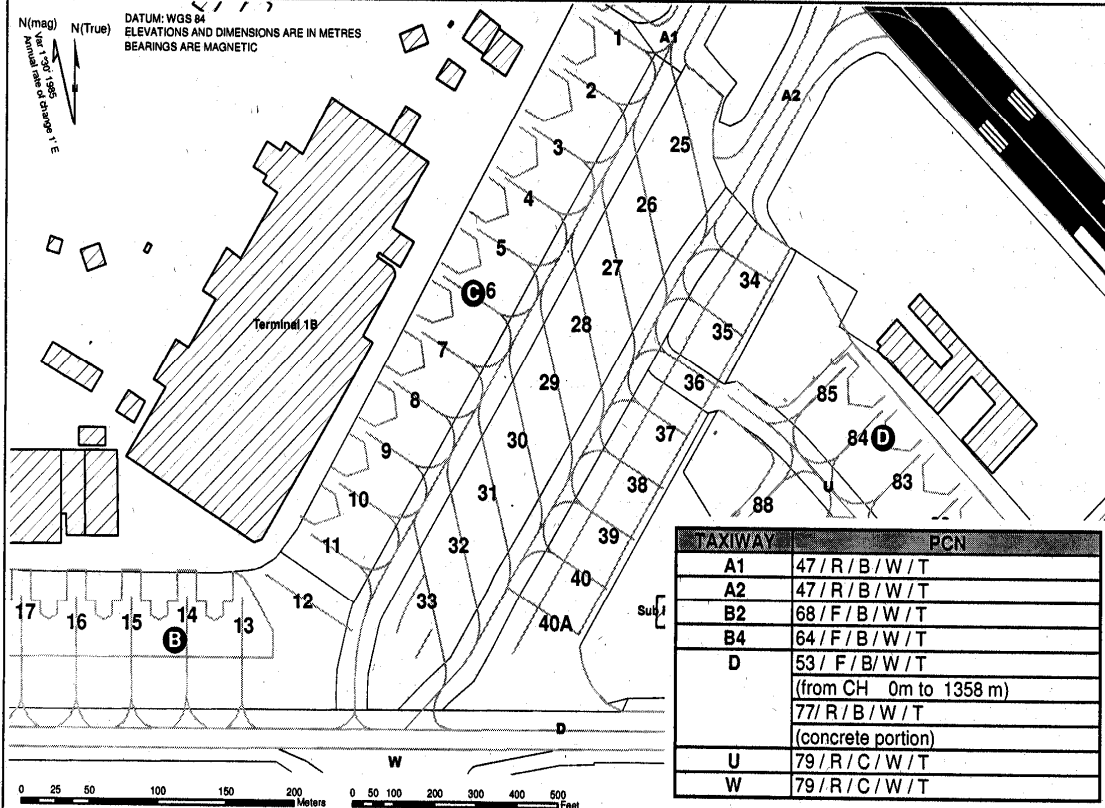 N(mag) N(True)
Var 1°30' 1985
Annual rate of change 1' E
DATUM: WGS 84
ELEVATIONS AND DIMENSIONS ARE IN METRES
BEARINGS ARE MAGNETIC
1
A1
2
A2
3
25
4
26
5
27
34
C 6
28
35
Terminal 1B
7
29
36
85
8
30
37
84 D
9
31
38
83
U
10
88
39
11
32
40
12
33
40A
Sub.
17
16
15
14
13
B
D
W
TAXIWAY PCN
A1 47 / R / B / W / T
A2 47 / R / B / W / T
B2 68 / F / B / W / T
B4 64 / F / B / W / T
D 53 / F / B/ W / T
(from CH 0m to 1358 m)
77/ R / B / W / T
(concrete portion)
U 79 / R / C / W / T
W 79 / R / C / W / T
0 25 50 100 150 200
Meters
0 50 100 200 300 400 500
Feet